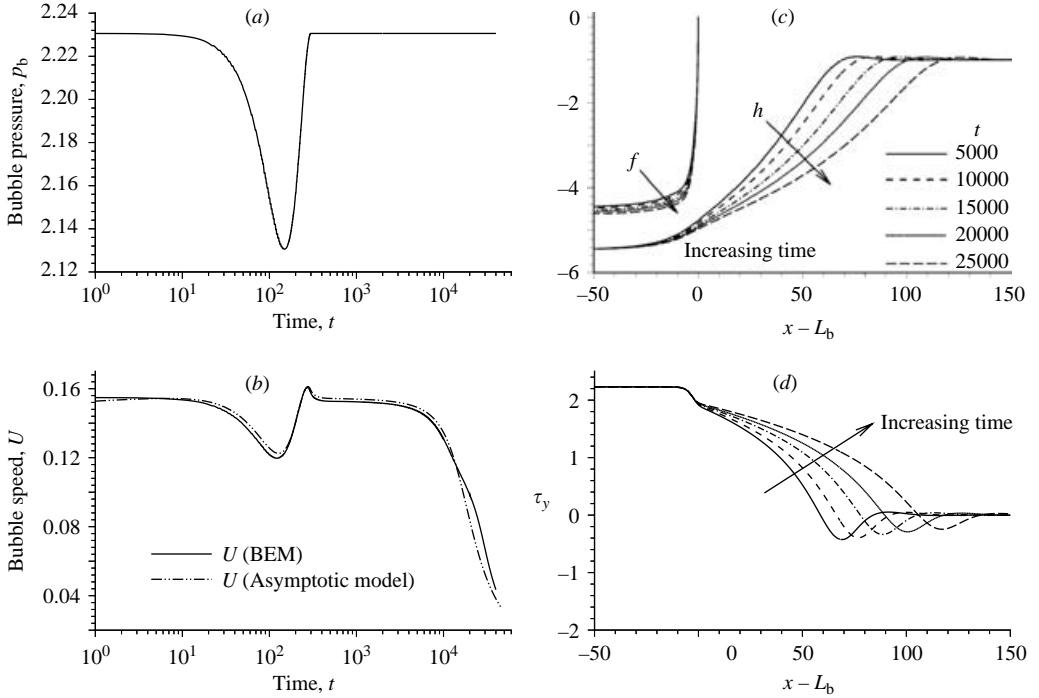 (a)
2.24
2.22
2.20
2.18
2.16
2.14
2.12
Bubble pressure, p_b
10^0
10^1
10^2
10^3
10^4
Time, t
(c)
0
−2
−4
−6
f
h
t
5000
10000
15000
20000
25000
Increasing time
−50
0
50
100
150
x – L_b
(b)
0.16
0.12
0.08
0.04
Bubble speed, U
U (BEM)
U (Asymptotic model)
10^0
10^1
10^2
10^3
10^4
Time, t
(d)
2
1
0
−1
−2
τ_y
Increasing time
−50
0
50
100
150
x – L_b